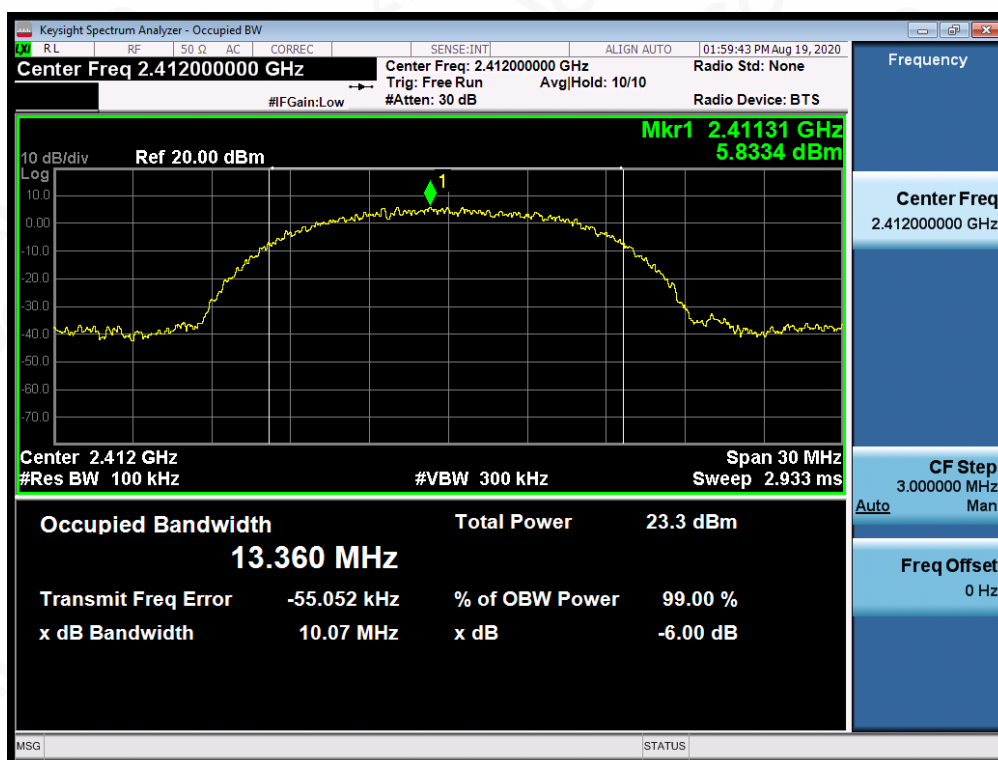 Keysight Spectrum Analyzer - Occupied BW
LXI RL RF 50 Ω AC CORREC SENSE:INT ALIGN AUTO 01:59:43 PM Aug 19, 2020
Center Freq 2.412000000 GHz Center Freq: 2.412000000 GHz Radio Std: None
Trig: Free Run Avg|Hold: 10/10
#IFGain:Low #Atten: 30 dB Radio Device: BTS
Mkr1 2.41131 GHz
5.8334 dBm
10 dB/div Ref 20.00 dBm
Log
10.0
0.00
-10.0
-20.0
-30.0
-40.0
-50.0
-60.0
-70.0
1
Center 2.412 GHz Span 30 MHz
#Res BW 100 kHz #VBW 300 kHz Sweep 2.933 ms
Occupied Bandwidth Total Power 23.3 dBm
13.360 MHz
Transmit Freq Error -55.052 kHz % of OBW Power 99.00 %
x dB Bandwidth 10.07 MHz x dB -6.00 dB
MSG STATUS
Frequency
Center Freq
2.412000000 GHz
CF Step
3.000000 MHz
Auto Man
Freq Offset
0 Hz